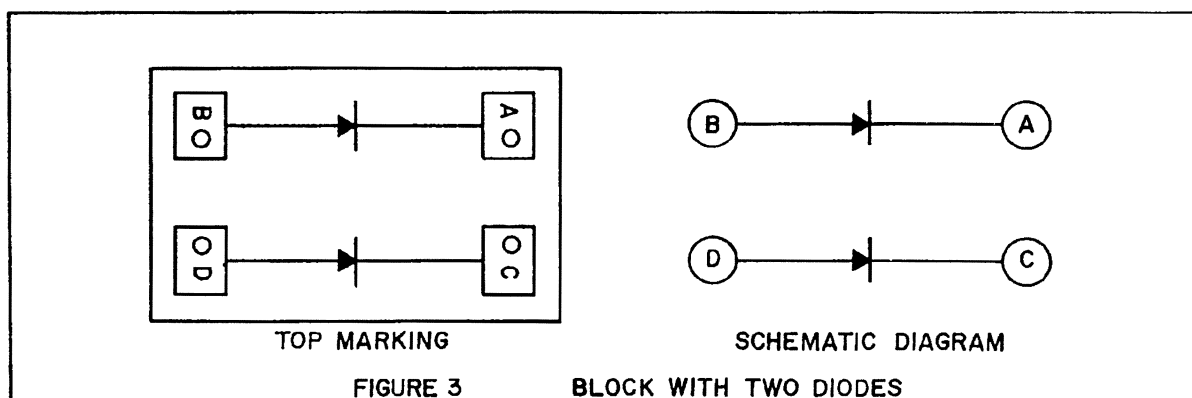 B A
B A
D C
D C
TOP MARKING SCHEMATIC DIAGRAM
FIGURE 3 BLOCK WITH TWO DIODES